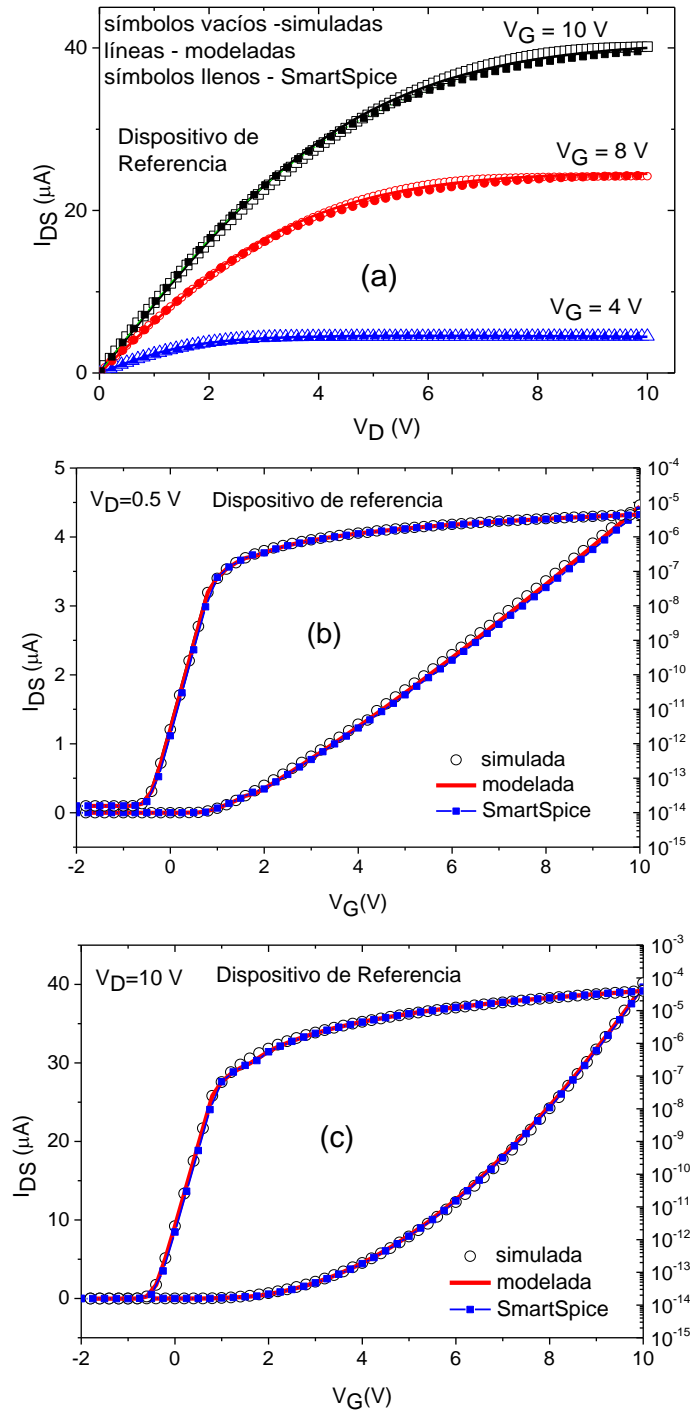 símbolos vacíos -simuladas
líneas - modeladas
símbolos llenos - SmartSpice
Dispositivo de
Referencia
V_G = 10 V
V_G = 8 V
V_G = 4 V
(a)
40
20
0
I_DS (μA)
0 2 4 6 8 10
V_D (V)
V_D=0.5 V
Dispositivo de referencia
(b)
5
4
3
2
1
0
I_DS (μA)
10^-4
10^-5
10^-6
10^-7
10^-8
10^-9
10^-10
10^-11
10^-12
10^-13
10^-14
10^-15
simulada
modelada
SmartSpice
-2 0 2 4 6 8 10
V_G(V)
V_D=10 V
Dispositivo de Referencia
(c)
40
30
20
10
0
I_DS (μA)
10^-3
10^-4
10^-5
10^-6
10^-7
10^-8
10^-9
10^-10
10^-11
10^-12
10^-13
10^-14
10^-15
simulada
modelada
SmartSpice
-2 0 2 4 6 8 10
V_G(V)